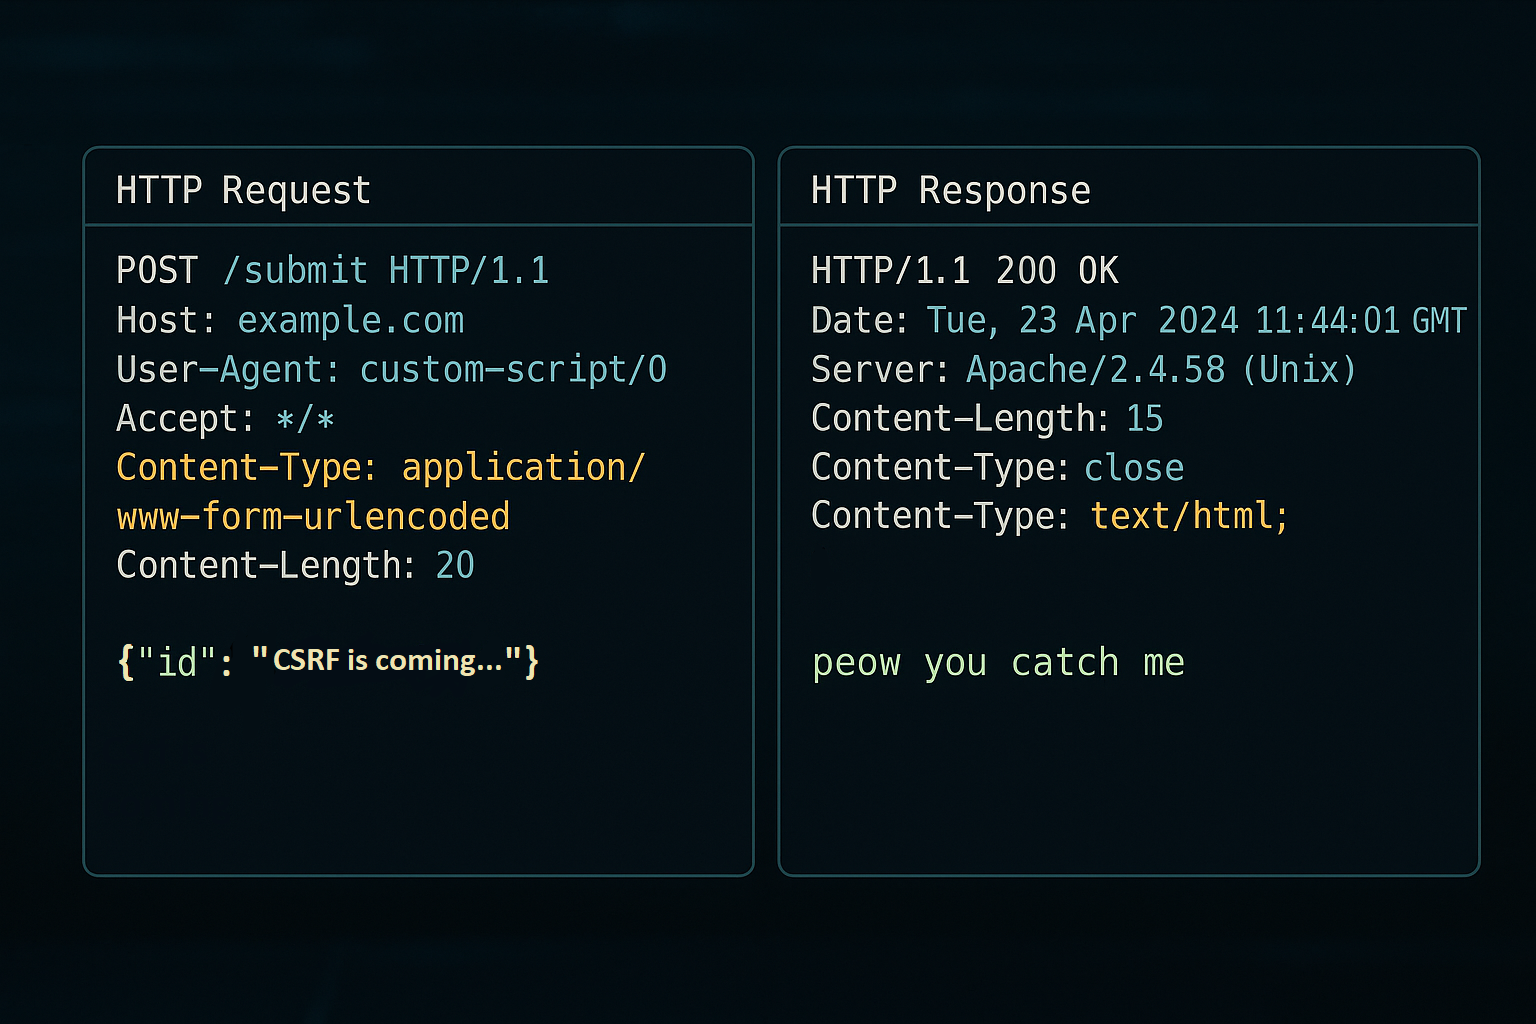 HTTP Request
POST /submit HTTP/1.1
Host: example.com
User-Agent: custom-script/0
Accept: */*
Content-Type: application/
www-form-urlencoded
Content-Length: 20
{"id": "CSRF is coming..."}
HTTP Response
HTTP/1.1 200 OK
Date: Tue, 23 Apr 2024 11:44:01 GMT
Server: Apache/2.4.58 (Unix)
Content-Length: 15
Content-Type: close
Content-Type: text/html;
peow you catch me